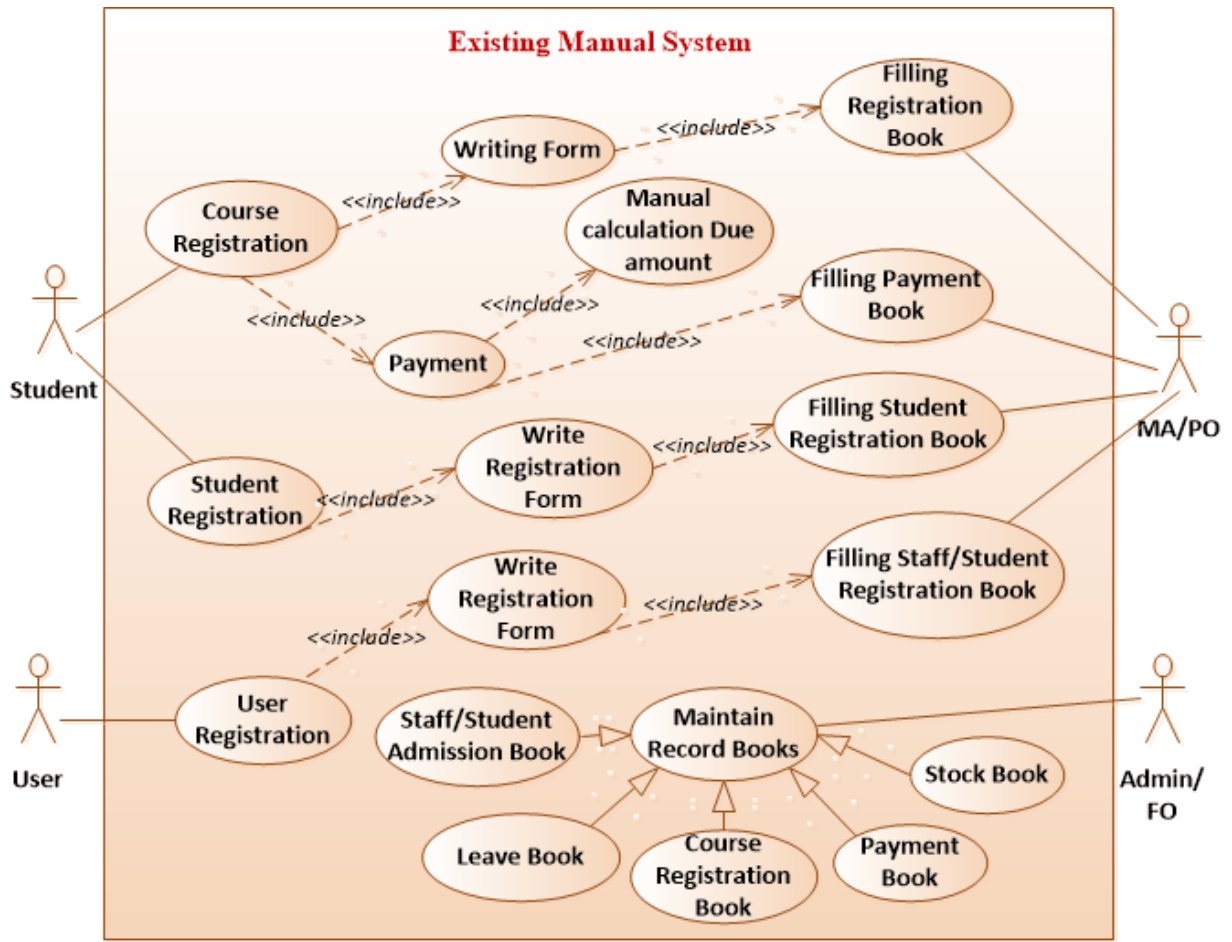 Existing Manual System
Filling
Registration
Book
<<include>>
Writing Form
<<include>>
Course
Registration
Manual
calculation Due
amount
Filling Payment
Book
<<include>>
<<include>>
<<include>>
Payment
Student
MA/PO
Filling Student
Registration Book
Write
Registration
Form
<<include>>
Student
Registration
<<include>>
Write
Registration
Form
Filling Staff/Student
Registration Book
<<include>>
<<include>>
User
Registration
User
Staff/Student
Admission Book
Maintain
Record Books
Stock Book
Admin/
FO
Leave Book
Course
Registration
Book
Payment
Book